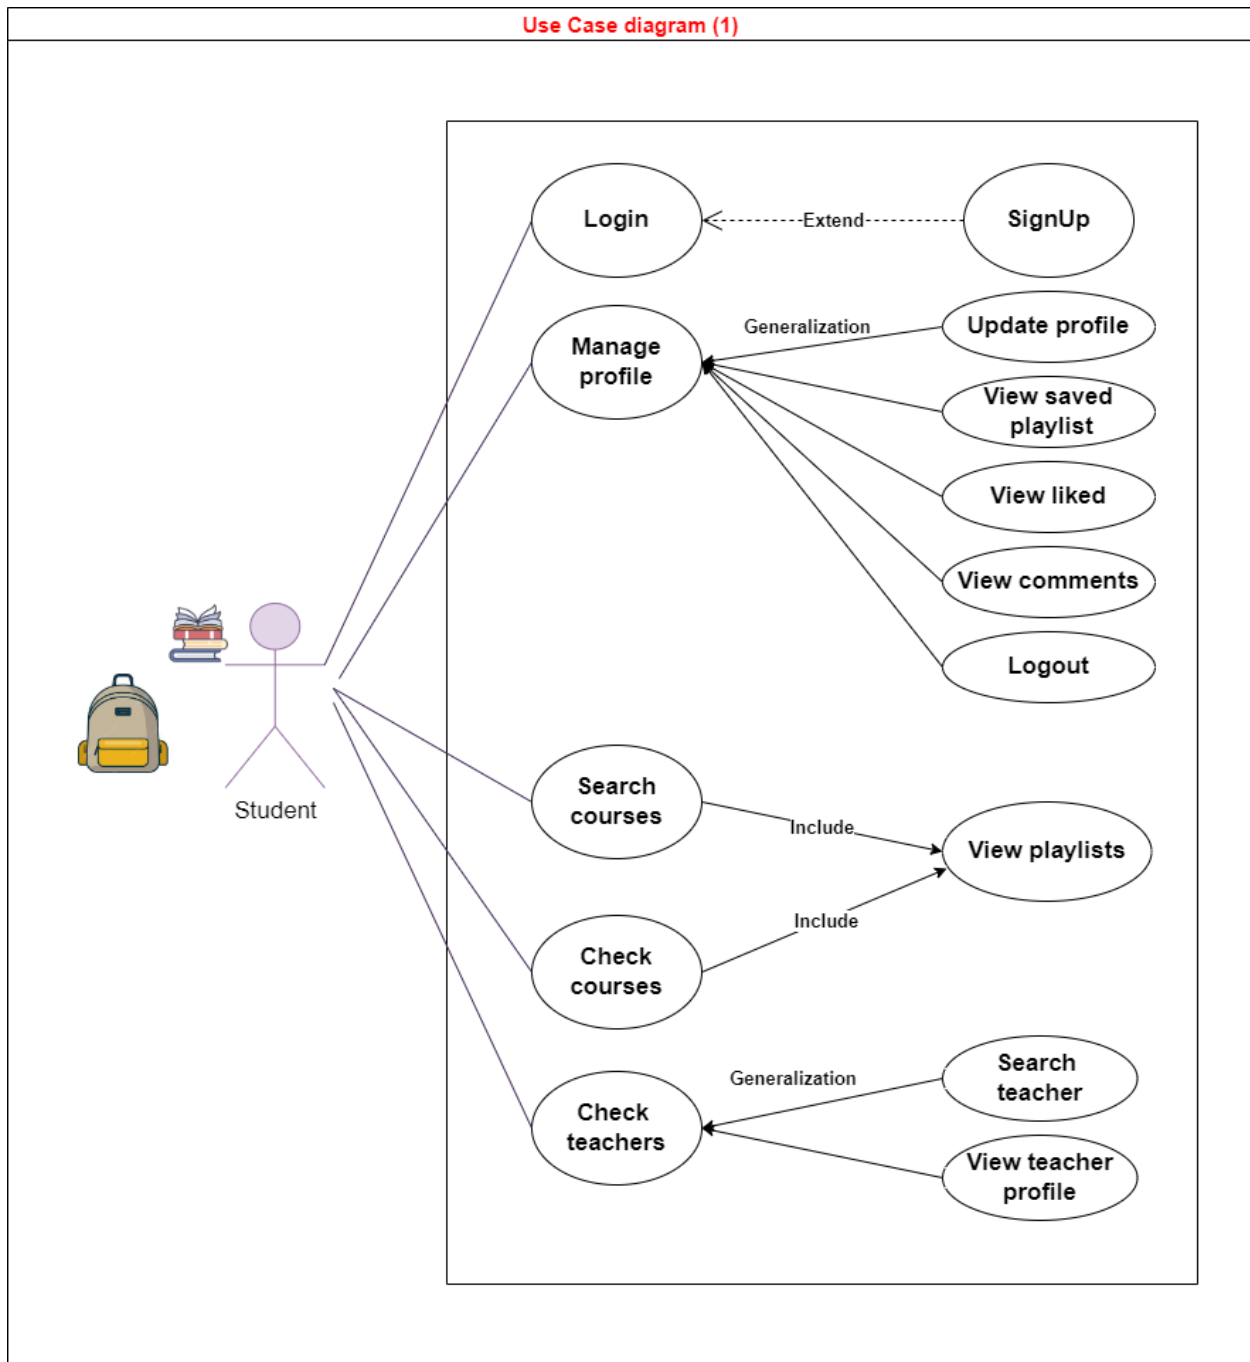 Use Case diagram (1)
Login
Extend
SignUp
Manage
profile
Generalization
Update profile
View saved
playlist
View liked
View comments
Logout
Student
Search
courses
Include
View playlists
Check
courses
Include
Check
teachers
Generalization
Search
teacher
View teacher
profile